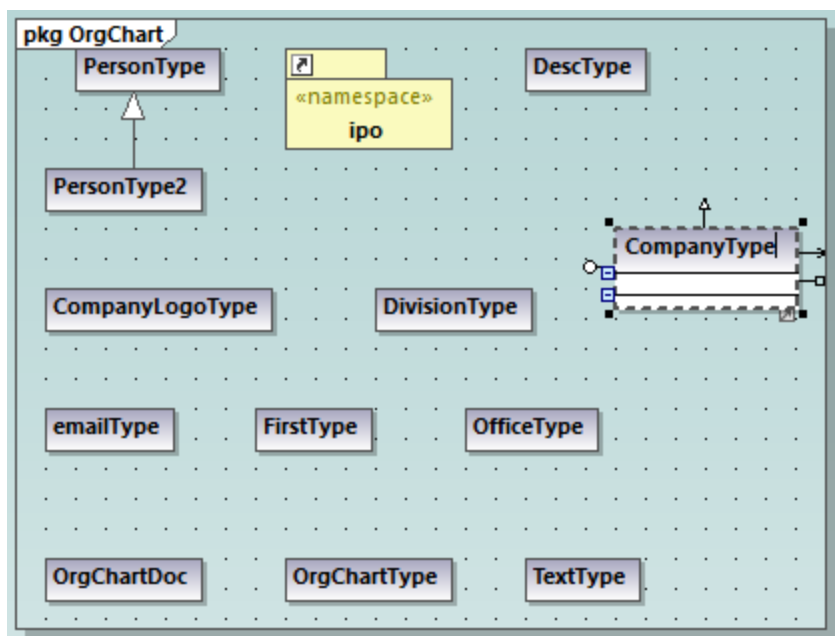 pkg OrgChart
PersonType
DescType
«namespace»
ipo
PersonType2
CompanyType
CompanyLogoType
DivisionType
emailType
FirstType
OfficeType
OrgChartDoc
OrgChartType
TextType